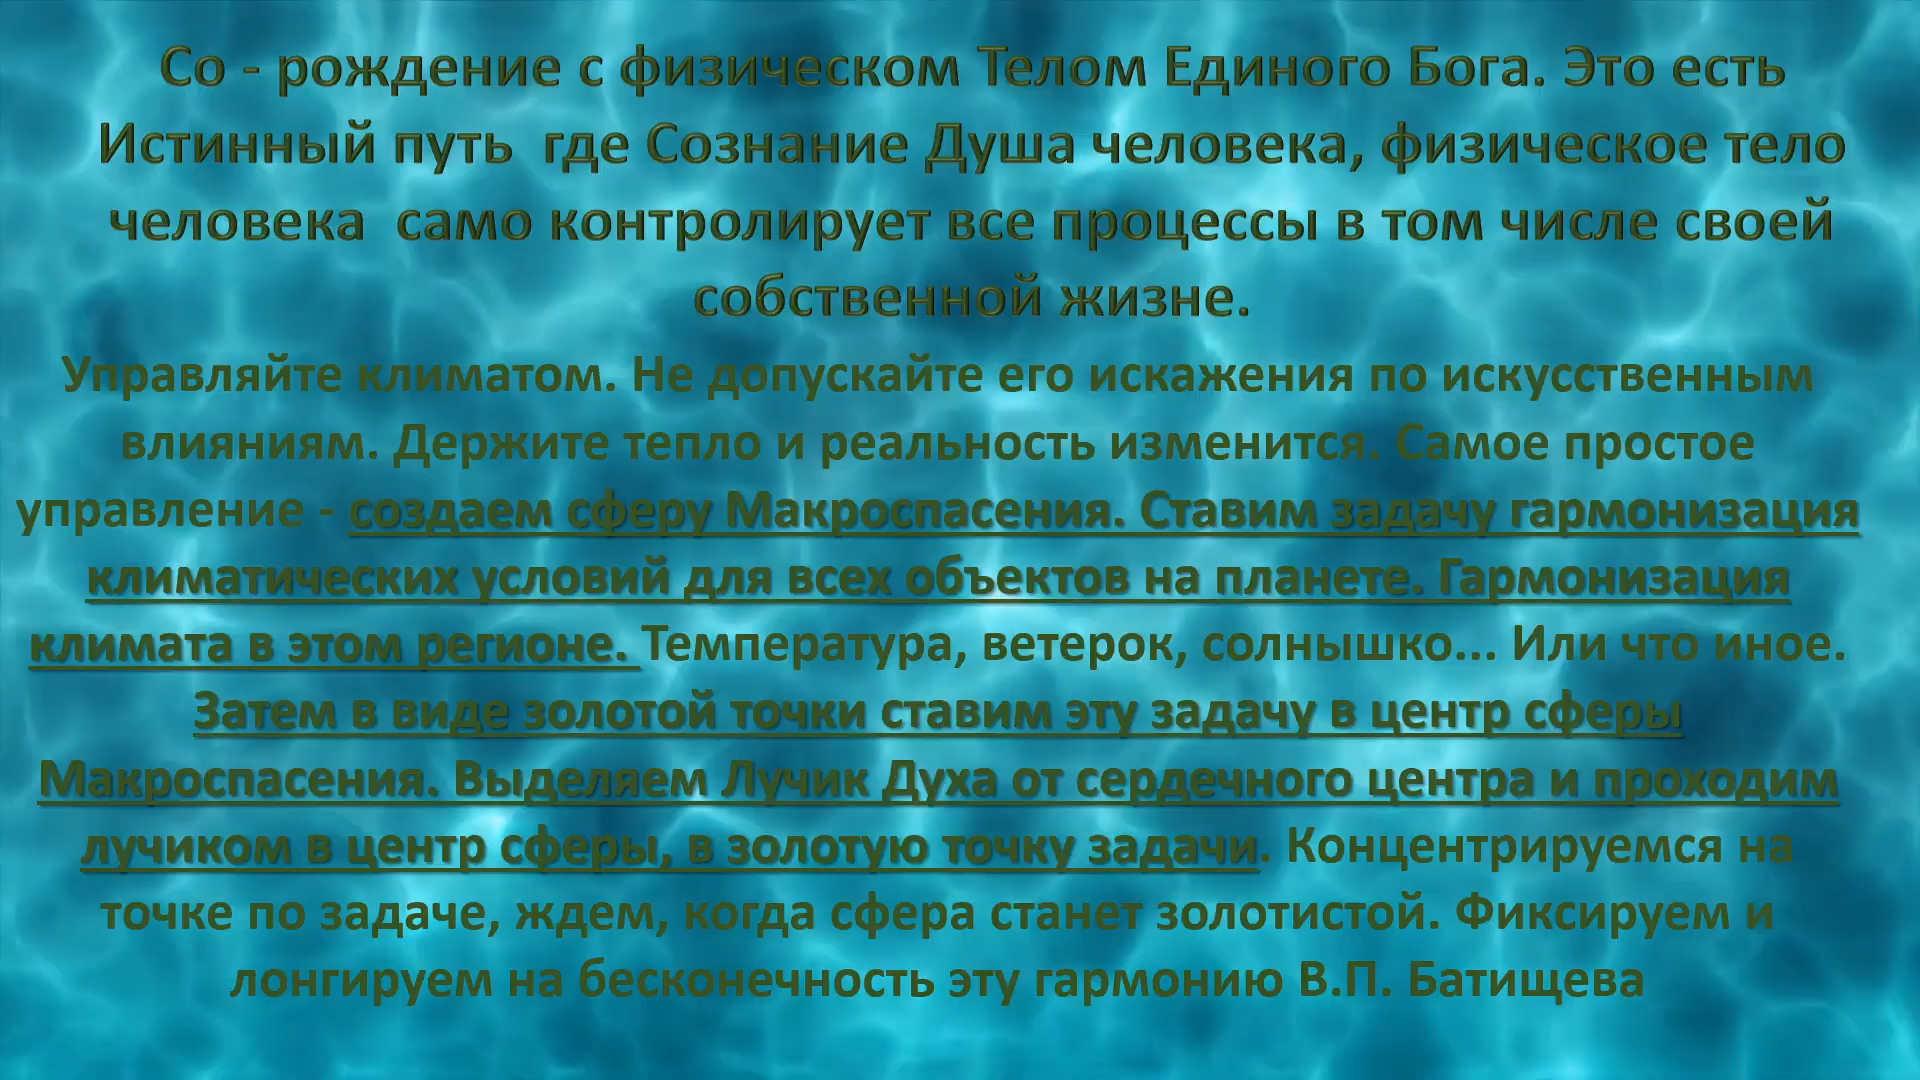 Со - рождение с физическом Телом Единого Бога. Это есть
Истинный путь где Сознание Душа человека, физическое тело
человека само контролирует все процессы в том числе своей
собственной жизне.
Управляйте климатом. Не допускайте его искажения по искусственным
влияниям. Держите тепло и реальность изменится. Самое простое
управление - создаем сферу Макроспасения. Ставим задачу гармонизация
климатических условий для всех объектов на планете. Гармонизация
климата в этом регионе. Температура, ветерок, солнышко... Или что иное.
Затем в виде золотой точки ставим эту задачу в центр сферы
Макроспасения. Выделяем Лучик Духа от сердечного центра и проходим
лучиком в центр сферы, в золотую точку задачи. Концентрируемся на
точке по задаче, ждем, когда сфера станет золотистой. Фиксируем и
лонгируем на бесконечность эту гармонию В.П. Батищева